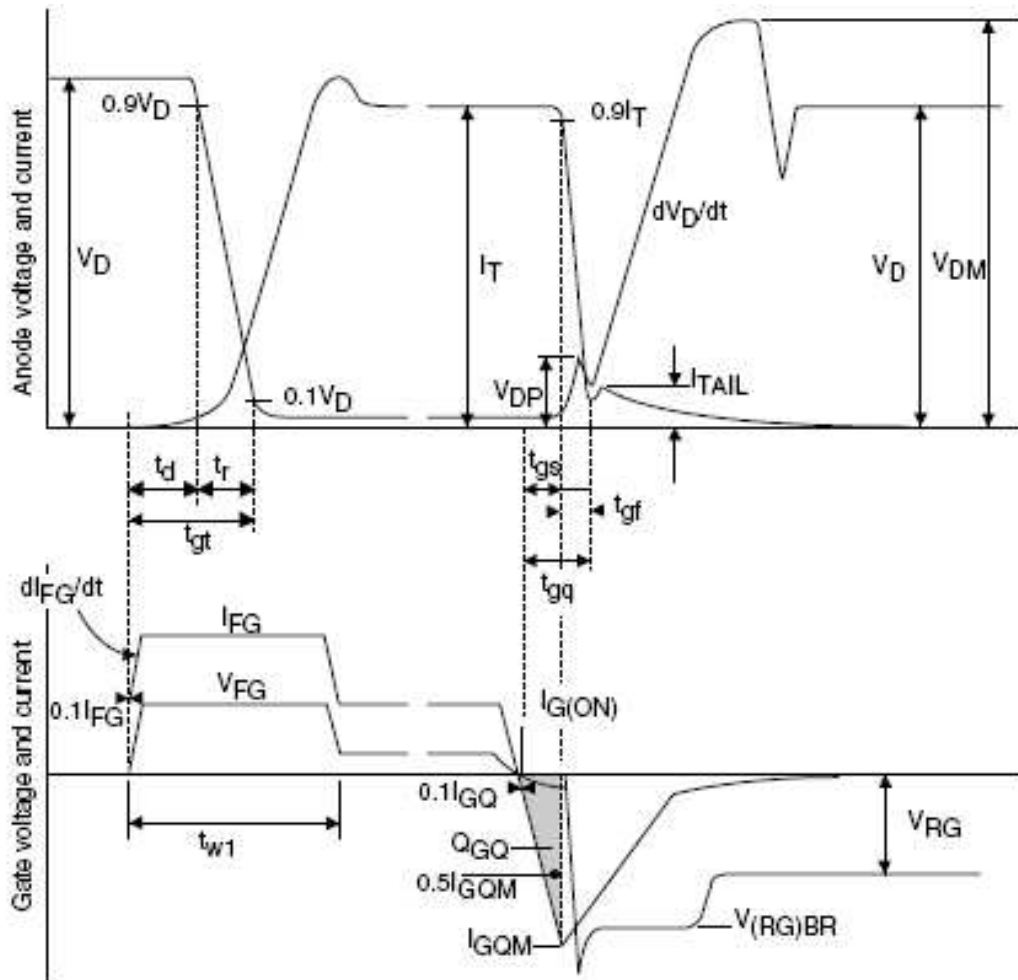 Anode voltage and current
0.9VD
0.9IT
dVD/dt
VD
IT
VD
VDM
0.1VD
VDP
ITAIL
td
tr
tgs
tgf
tgt
tgq
Gate voltage and current
dIFG/dt
IFG
VFG
0.1IFG
IG(ON)
0.1IGQ
tw1
QGQ
VRG
0.5IGQM
IGQM
V(RG)BR